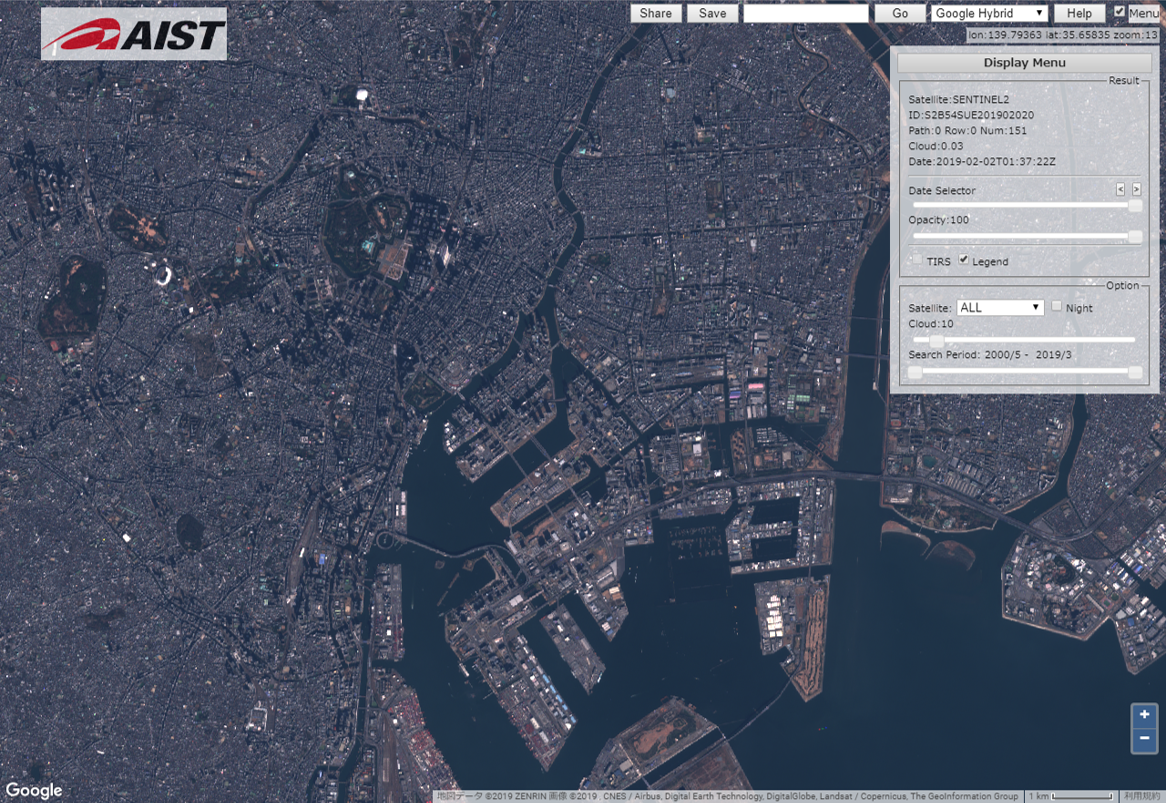 AIST
Share Save Go Google Hybrid Help Menu
lon:139.79363 lat:35.65835 zoom:13
Display Menu
Result
Satellite:SENTINEL2
ID:S2B54SUE201902020
Path:0 Row:0 Num:151
Cloud:0.03
Date:2019-02-02T01:37:22Z
Date Selector < >
Opacity:100
TIRS Legend
Option
Satellite: ALL Night
Cloud:10
Search Period: 2000/5 - 2019/3
+
−
Google
地図データ ©2019 ZENRIN 画像 ©2019 , CNES / Airbus, Digital Earth Technology, DigitalGlobe, Landsat / Copernicus, The GeoInformation Group 1 km 利用規約